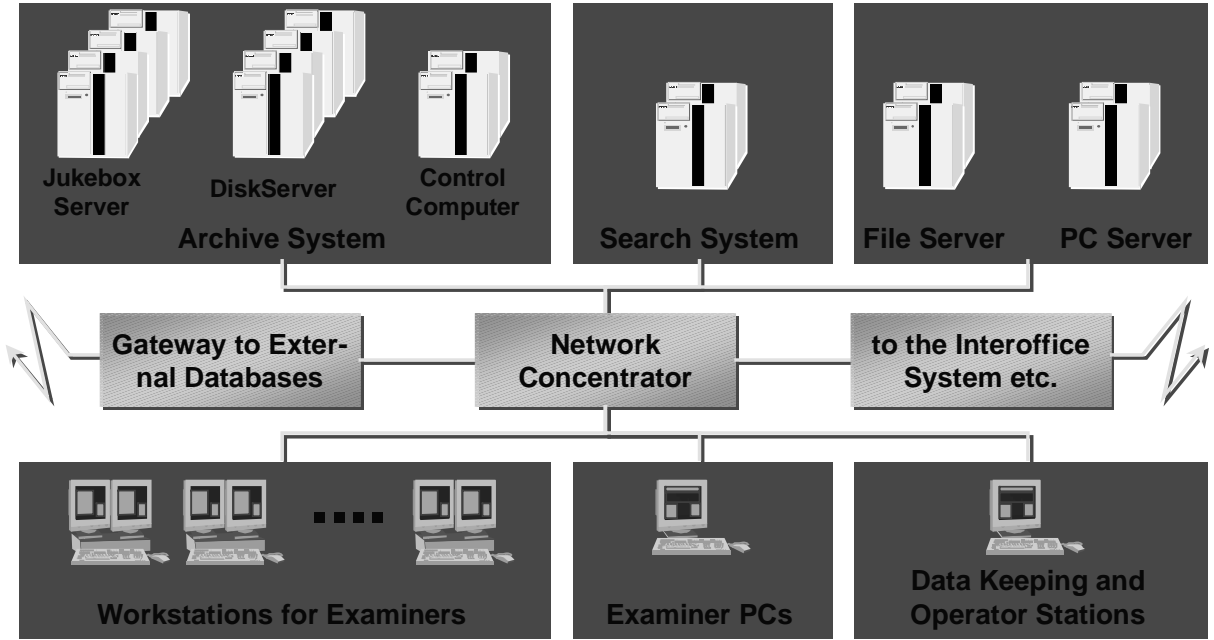 Jukebox
Server
DiskServer
Control
Computer
Archive System
Search System
File Server
PC Server
Gateway to Exter-
nal Databases
Network
Concentrator
to the Interoffice
System etc.
Workstations for Examiners
Examiner PCs
Data Keeping and
Operator Stations